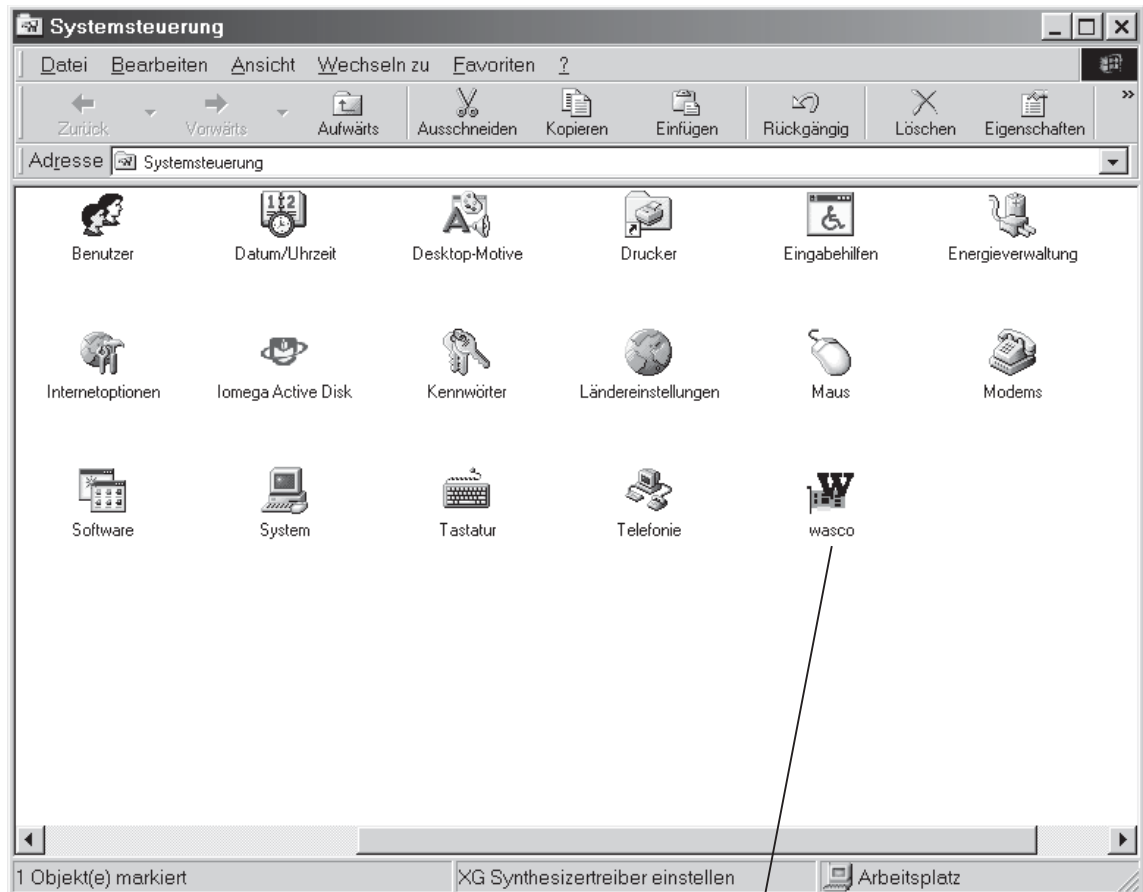 Systemsteuerung
Datei Bearbeiten Ansicht Wechseln zu Favoriten ?
Zurück Vorwärts Aufwärts Ausschneiden Kopieren Einfügen Rückgängig Löschen Eigenschaften »
Adresse Systemsteuerung
Benutzer Datum/Uhrzeit Desktop-Motive Drucker Eingabehilfen Energieverwaltung
Internetoptionen Iomega Active Disk Kennwörter Ländereinstellungen Maus Modems
Software System Tastatur Telefonie wasco
1 Objekt(e) markiert XG Synthesizertreiber einstellen Arbeitsplatz